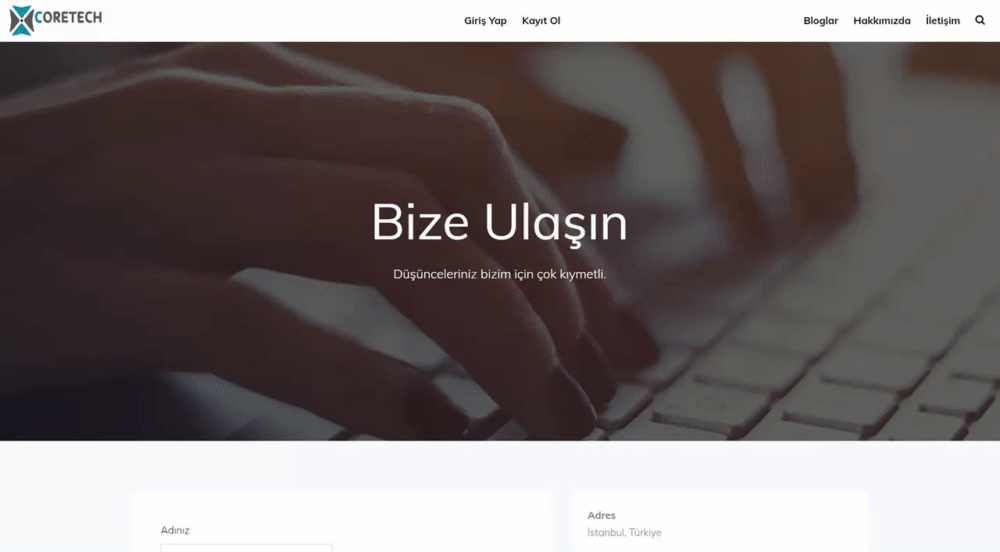 CORETECH
Giriş Yap Kayıt Ol
Bloglar Hakkımızda İletişim
Bize Ulaşın
Düşünceleriniz bizim için çok kıymetli.
Adınız
Adres
İstanbul, Türkiye